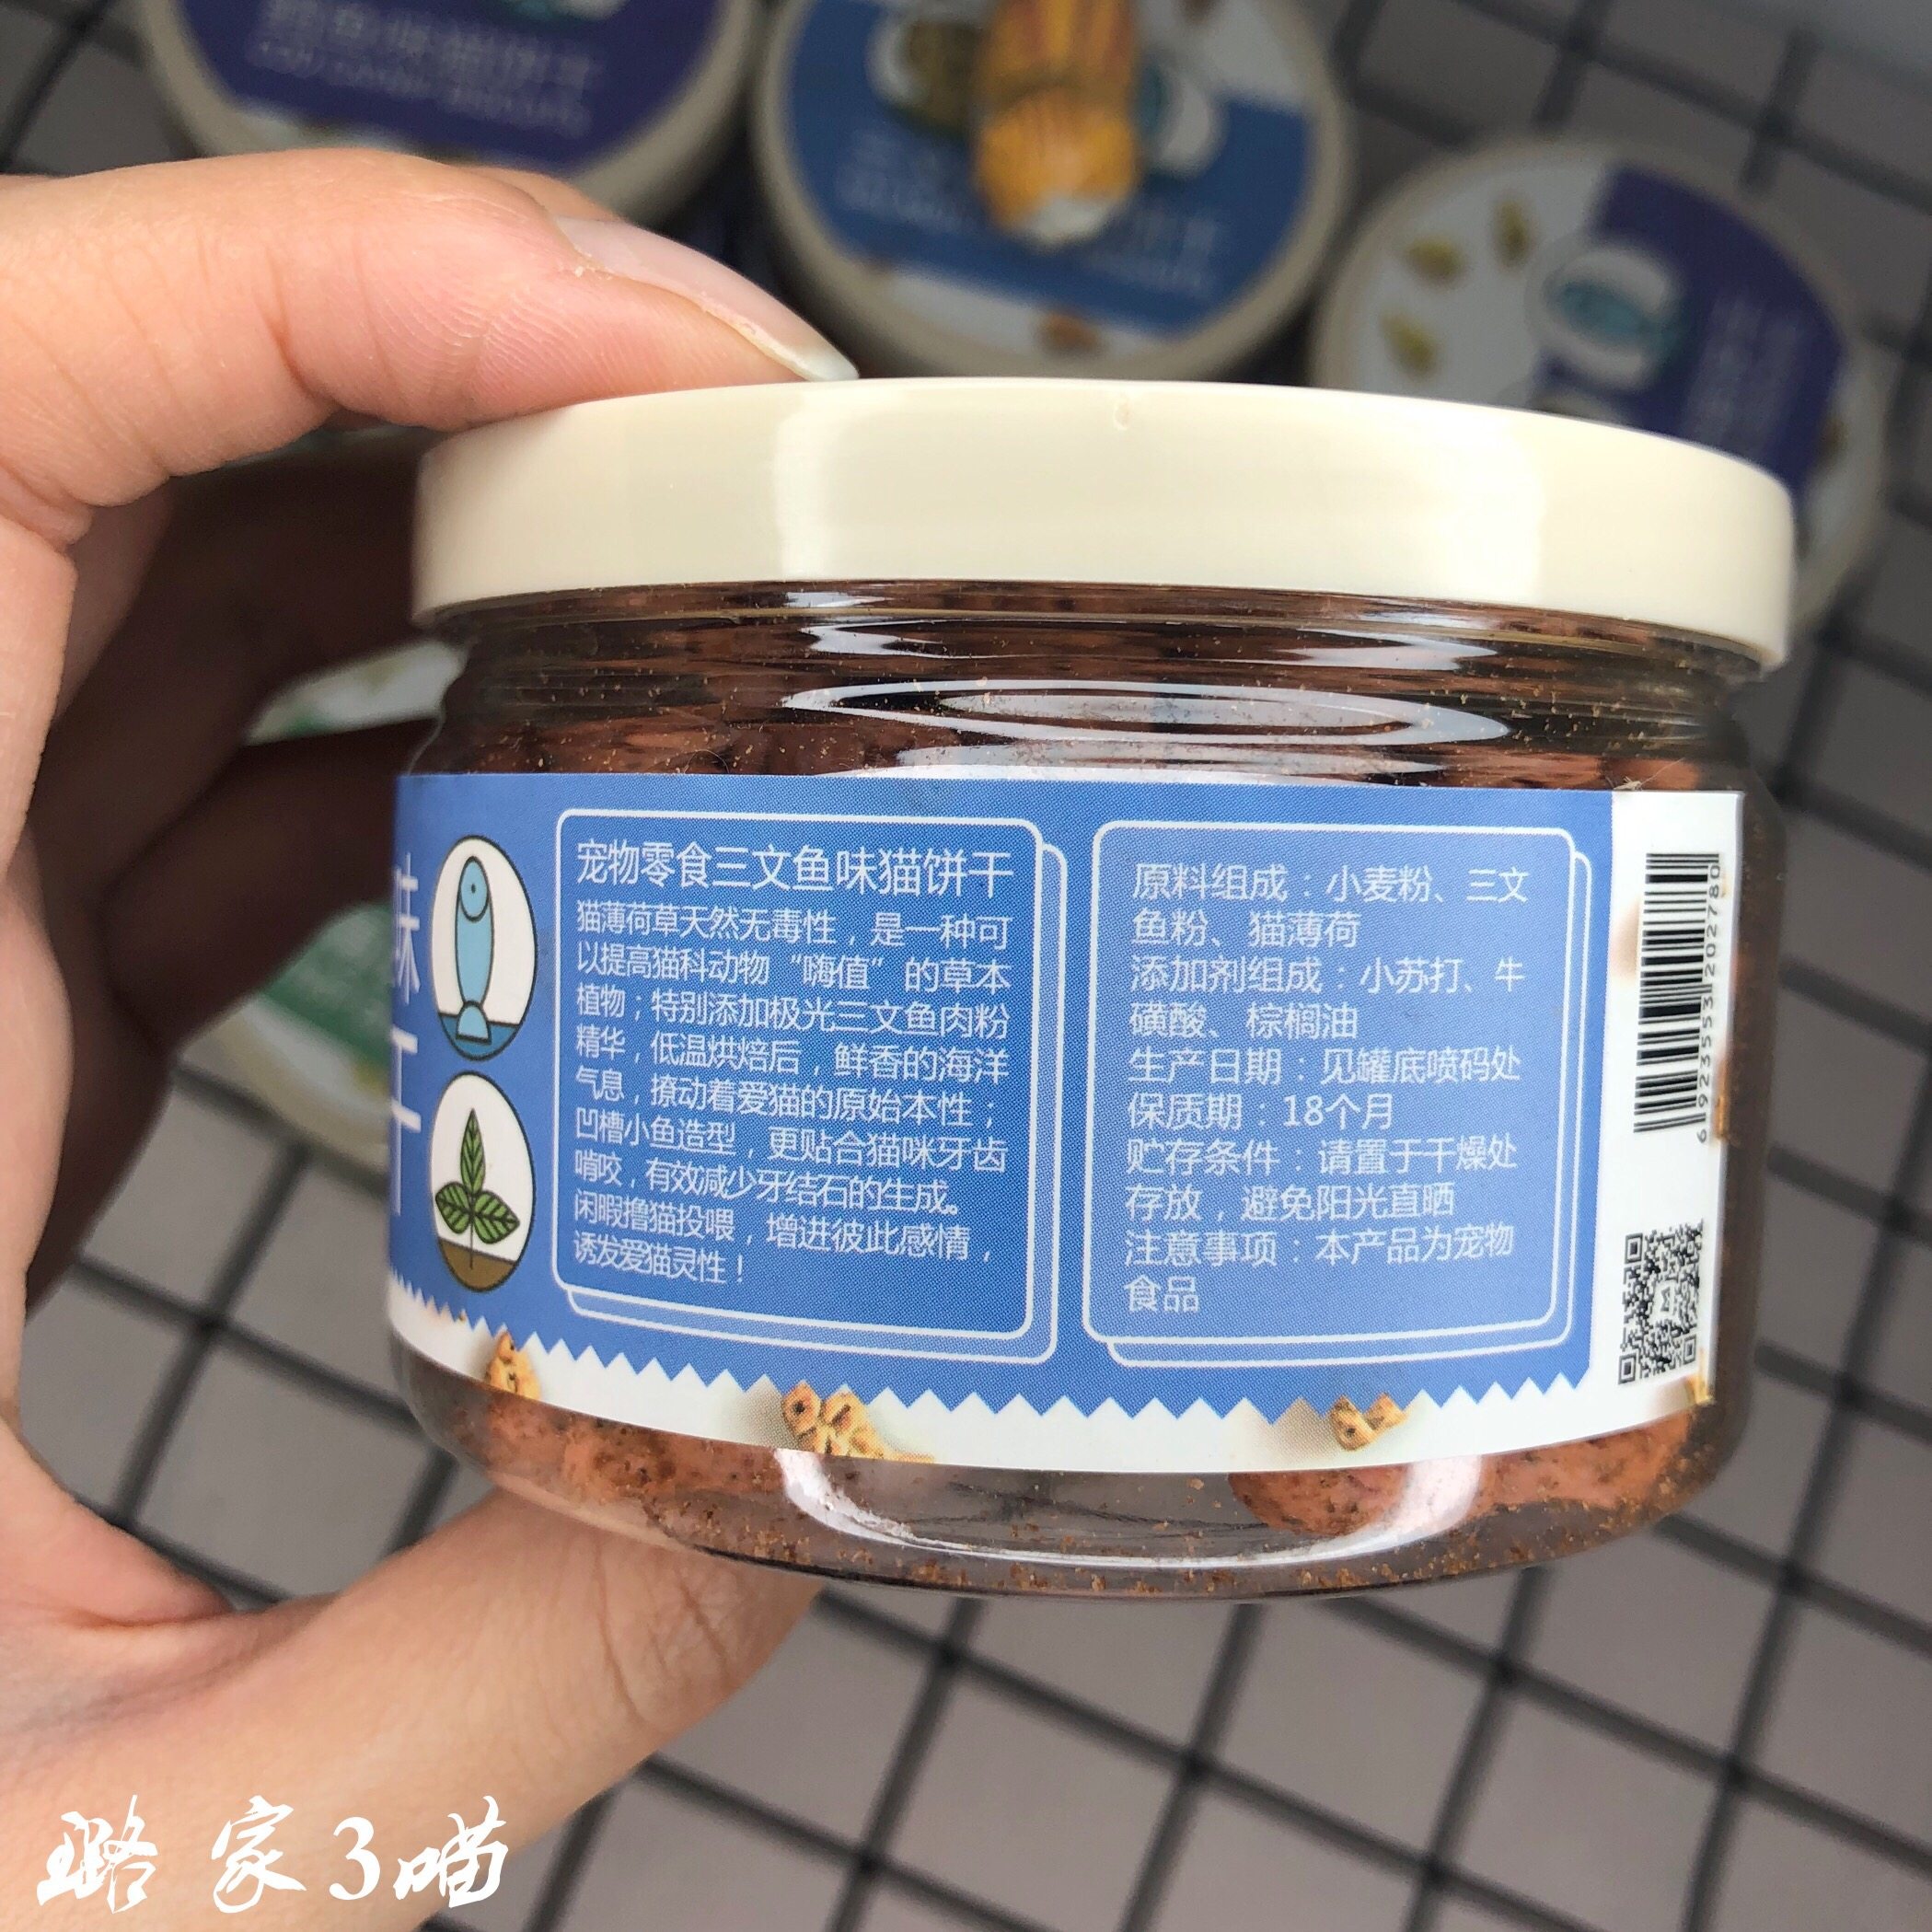 宠物零食三文鱼味猫饼干
猫薄荷草天然无毒性，是一种可
以提高猫科动物“嗨值”的草本
植物；特别添加极光三文鱼肉粉
精华，低温烘焙后，鲜香的海洋
气息，撩动着爱猫的原始本性；
凹槽小鱼造型，更贴合猫咪牙齿
啃咬，有效减少牙结石的生成。
闲暇撸猫投喂，增进彼此感情，
诱发爱猫灵性！
原料组成：小麦粉、三文
鱼粉、猫薄荷
添加剂组成：小苏打、牛
磺酸、棕榈油
生产日期：见罐底喷码处
保质期：18个月
贮存条件：请置于干燥处
存放，避免阳光直晒
注意事项：本产品为宠物
食品
6923553202780
味
干
家3喵